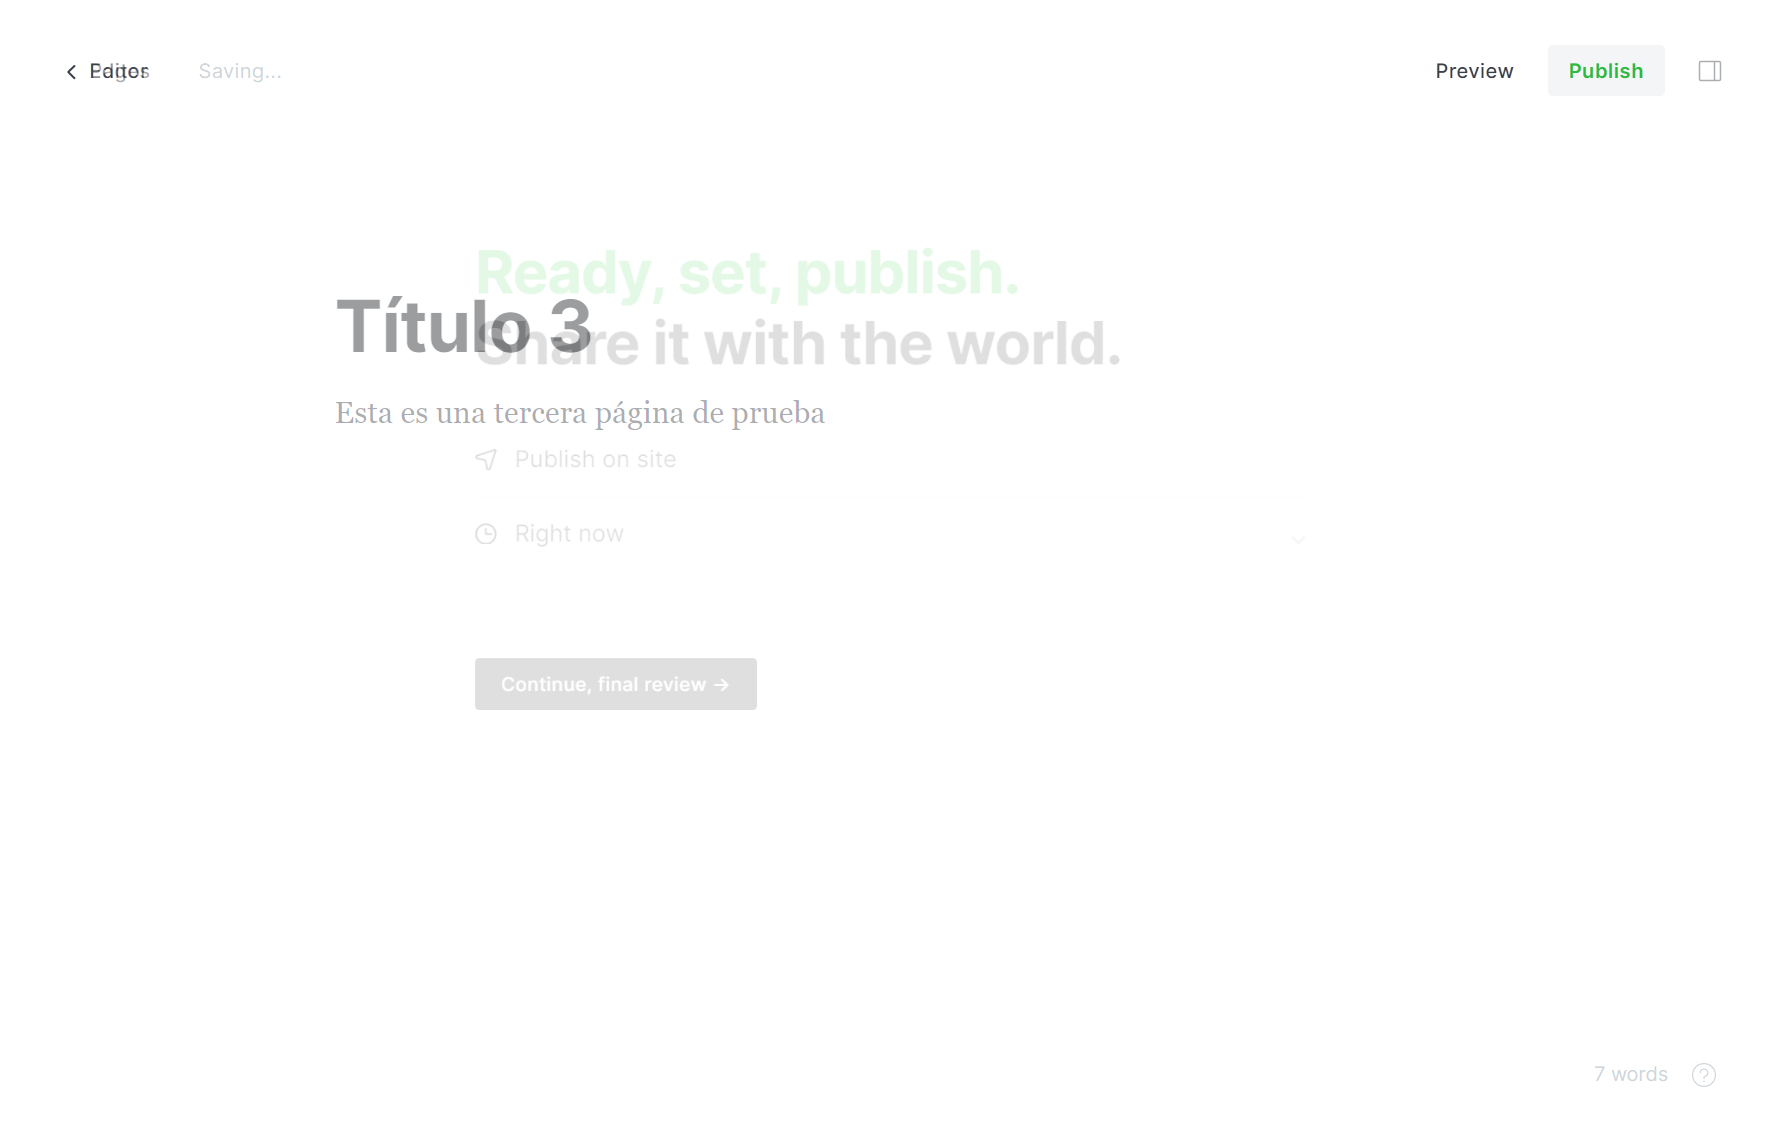 Editor
Pages
Saving...
Preview
Publish
Ready, set, publish.
Título 3
Share it with the world.
Esta es una tercera página de prueba
Publish on site
Right now
Continue, final review →
7 words
?